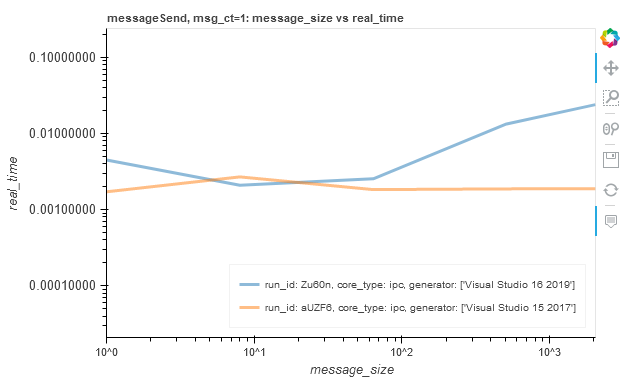 messageSend, msg_ct=1: message_size vs real_time
0.10000000
0.01000000
0.00100000
0.00010000
real_time
run_id: Zu60n, core_type: ipc, generator: ['Visual Studio 16 2019']
run_id: aUZF6, core_type: ipc, generator: ['Visual Studio 15 2017']
10^0 10^1 10^2 10^3
message_size